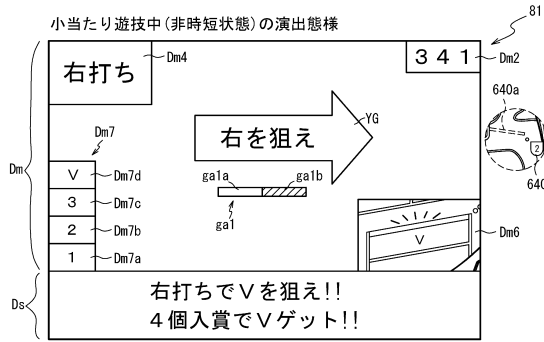 小当たり遊技中(非時短状態)の演出態様
81
右打ち
Dm4
3 4 1
Dm2
640a
2
640
YG
右を狙え
Dm7
ga1a
ga1b
ga1
Dm
V
Dm7d
3
Dm7c
2
Dm7b
1
Dm7a
V
Dm6
Ds
右打ちでVを狙え!!
4個入賞でVゲット!!